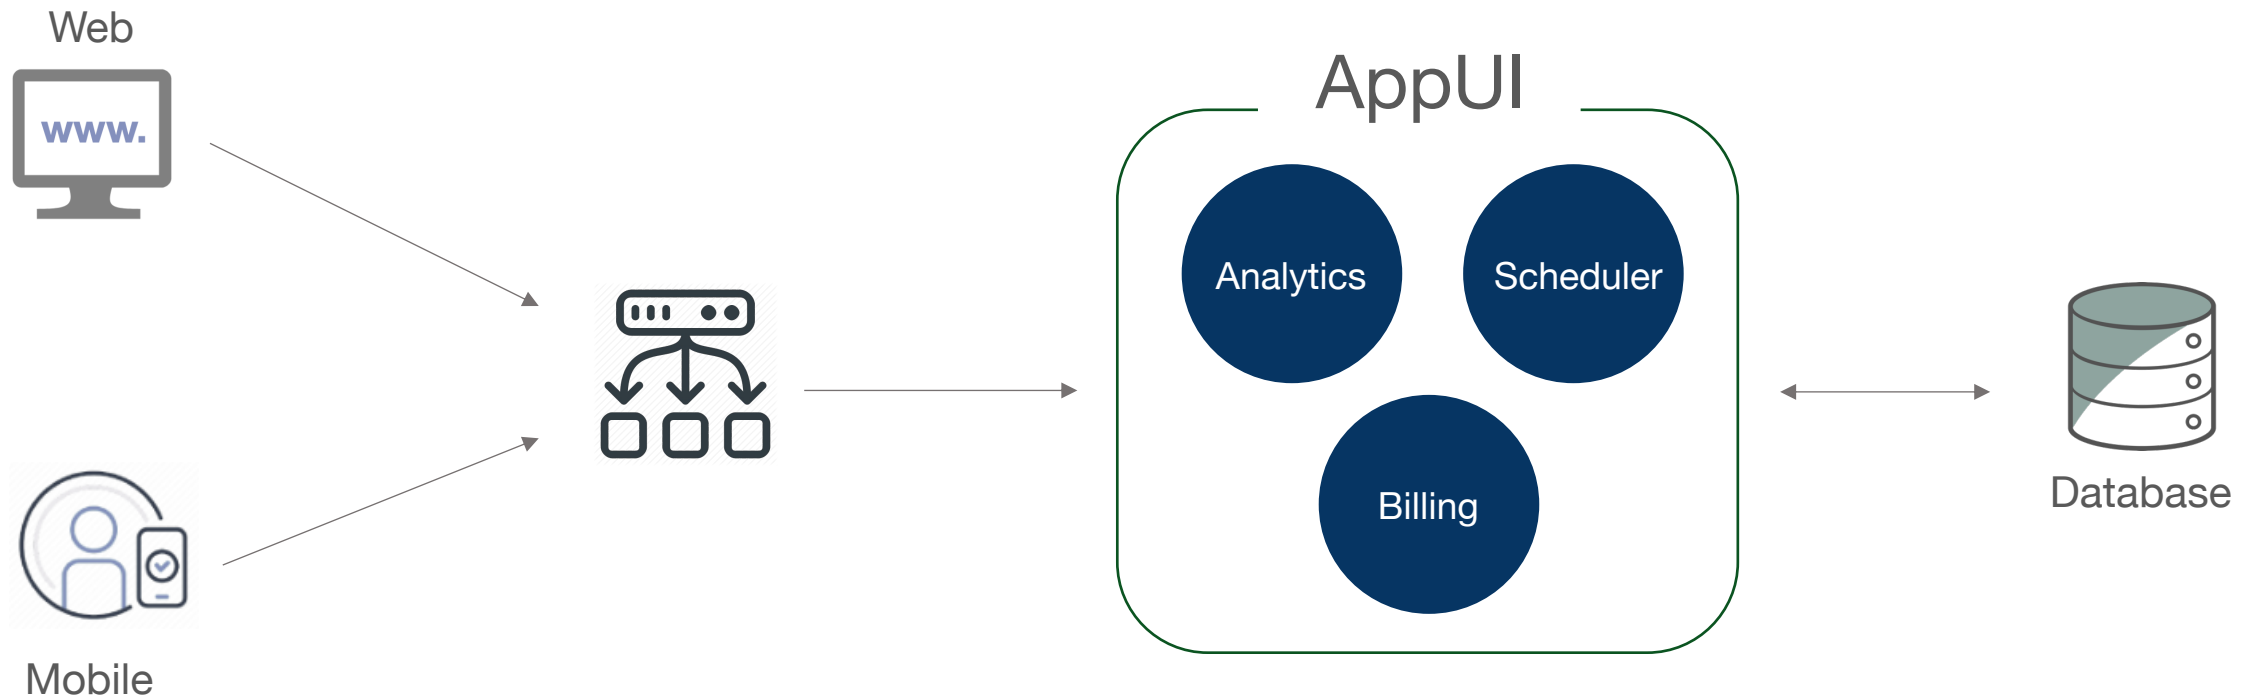 Web
www.
AppUI
Analytics
Scheduler
Billing
Database
Mobile